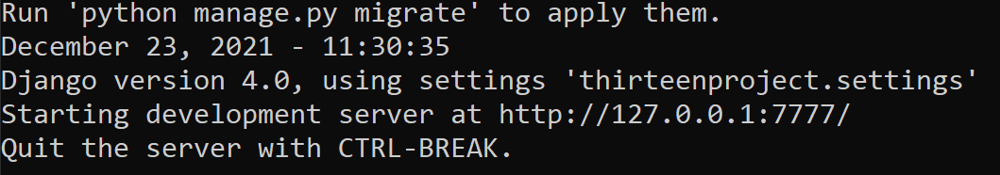 Run 'python manage.py migrate' to apply them.
December 23, 2021 - 11:30:35
Django version 4.0, using settings 'thirteenproject.settings'
Starting development server at http://127.0.0.1:7777/
Quit the server with CTRL-BREAK.